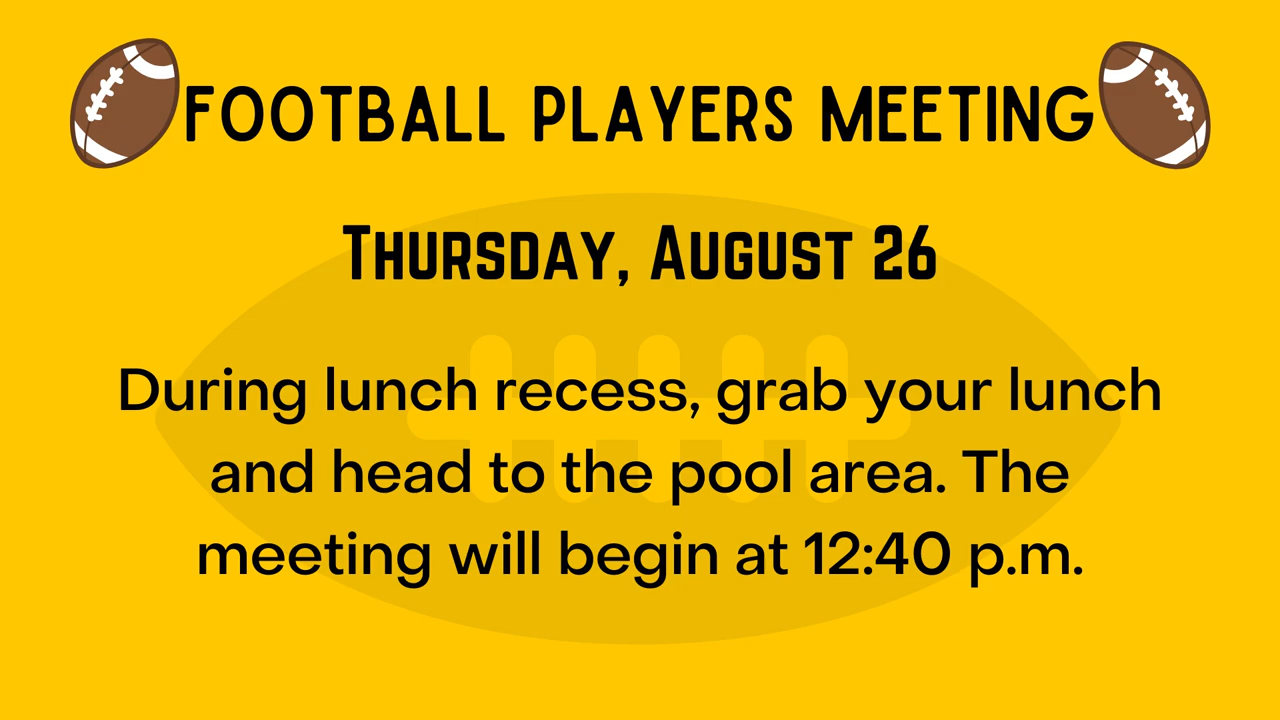 FOOTBALL PLAYERS MEETING
THURSDAY, AUGUST 26
During lunch recess, grab your lunch
and head to the pool area. The
meeting will begin at 12:40 p.m.